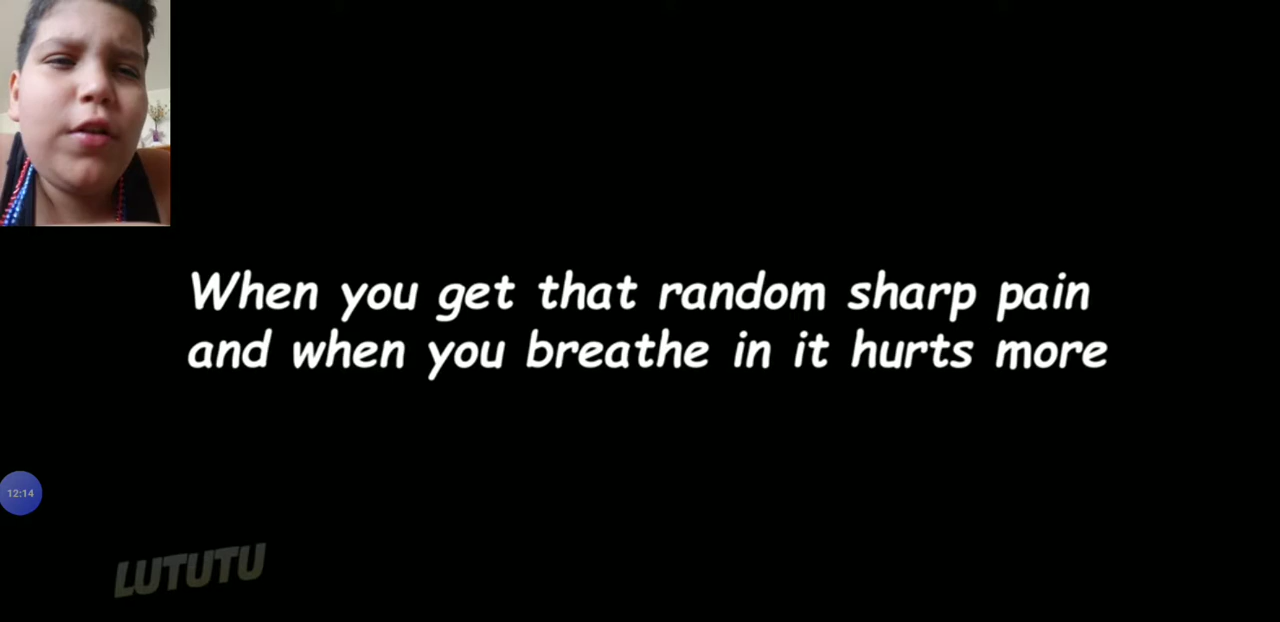 When you get that random sharp pain
and when you breathe in it hurts more
12:14
LUTUTU